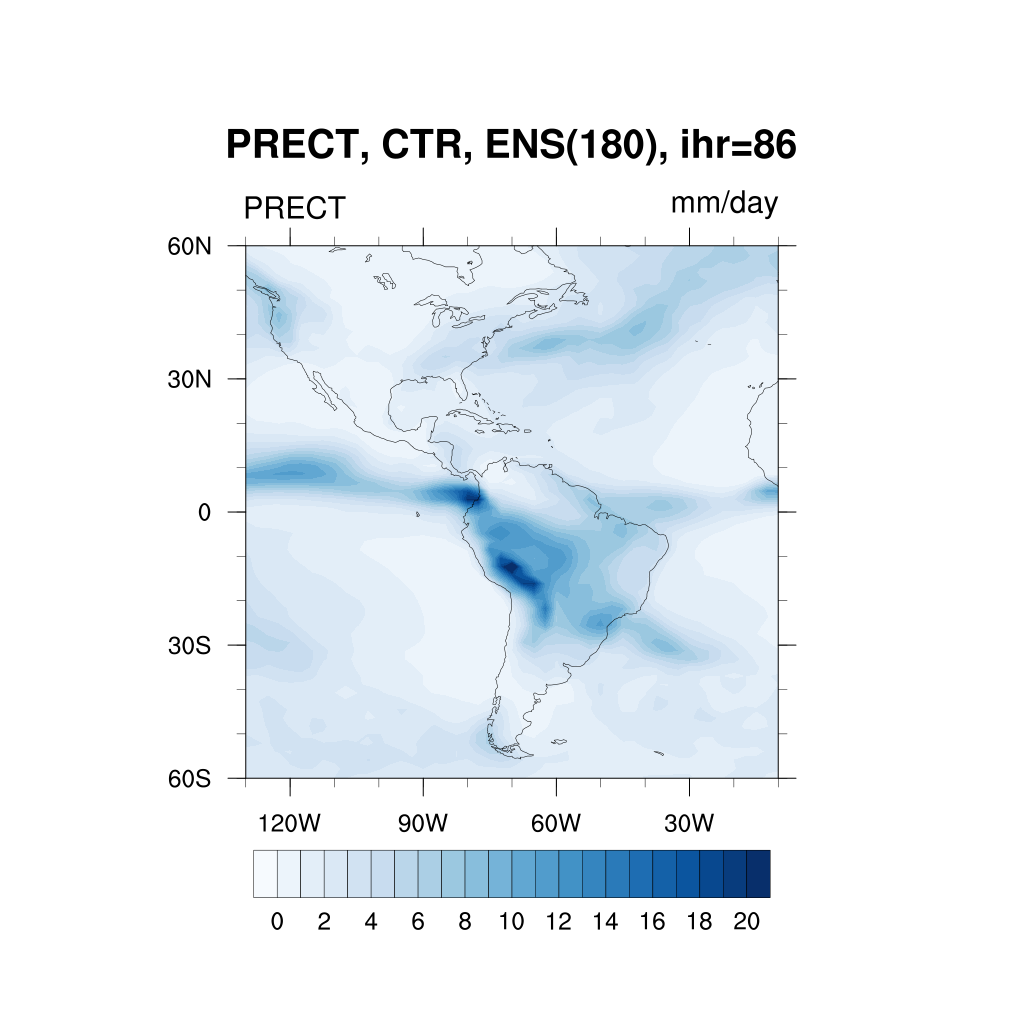 PRECT, CTR, ENS(180), ihr=86
PRECT mm/day
60N
30N
0
30S
60S
120W 90W 60W 30W
0 2 4 6 8 10 12 14 16 18 20